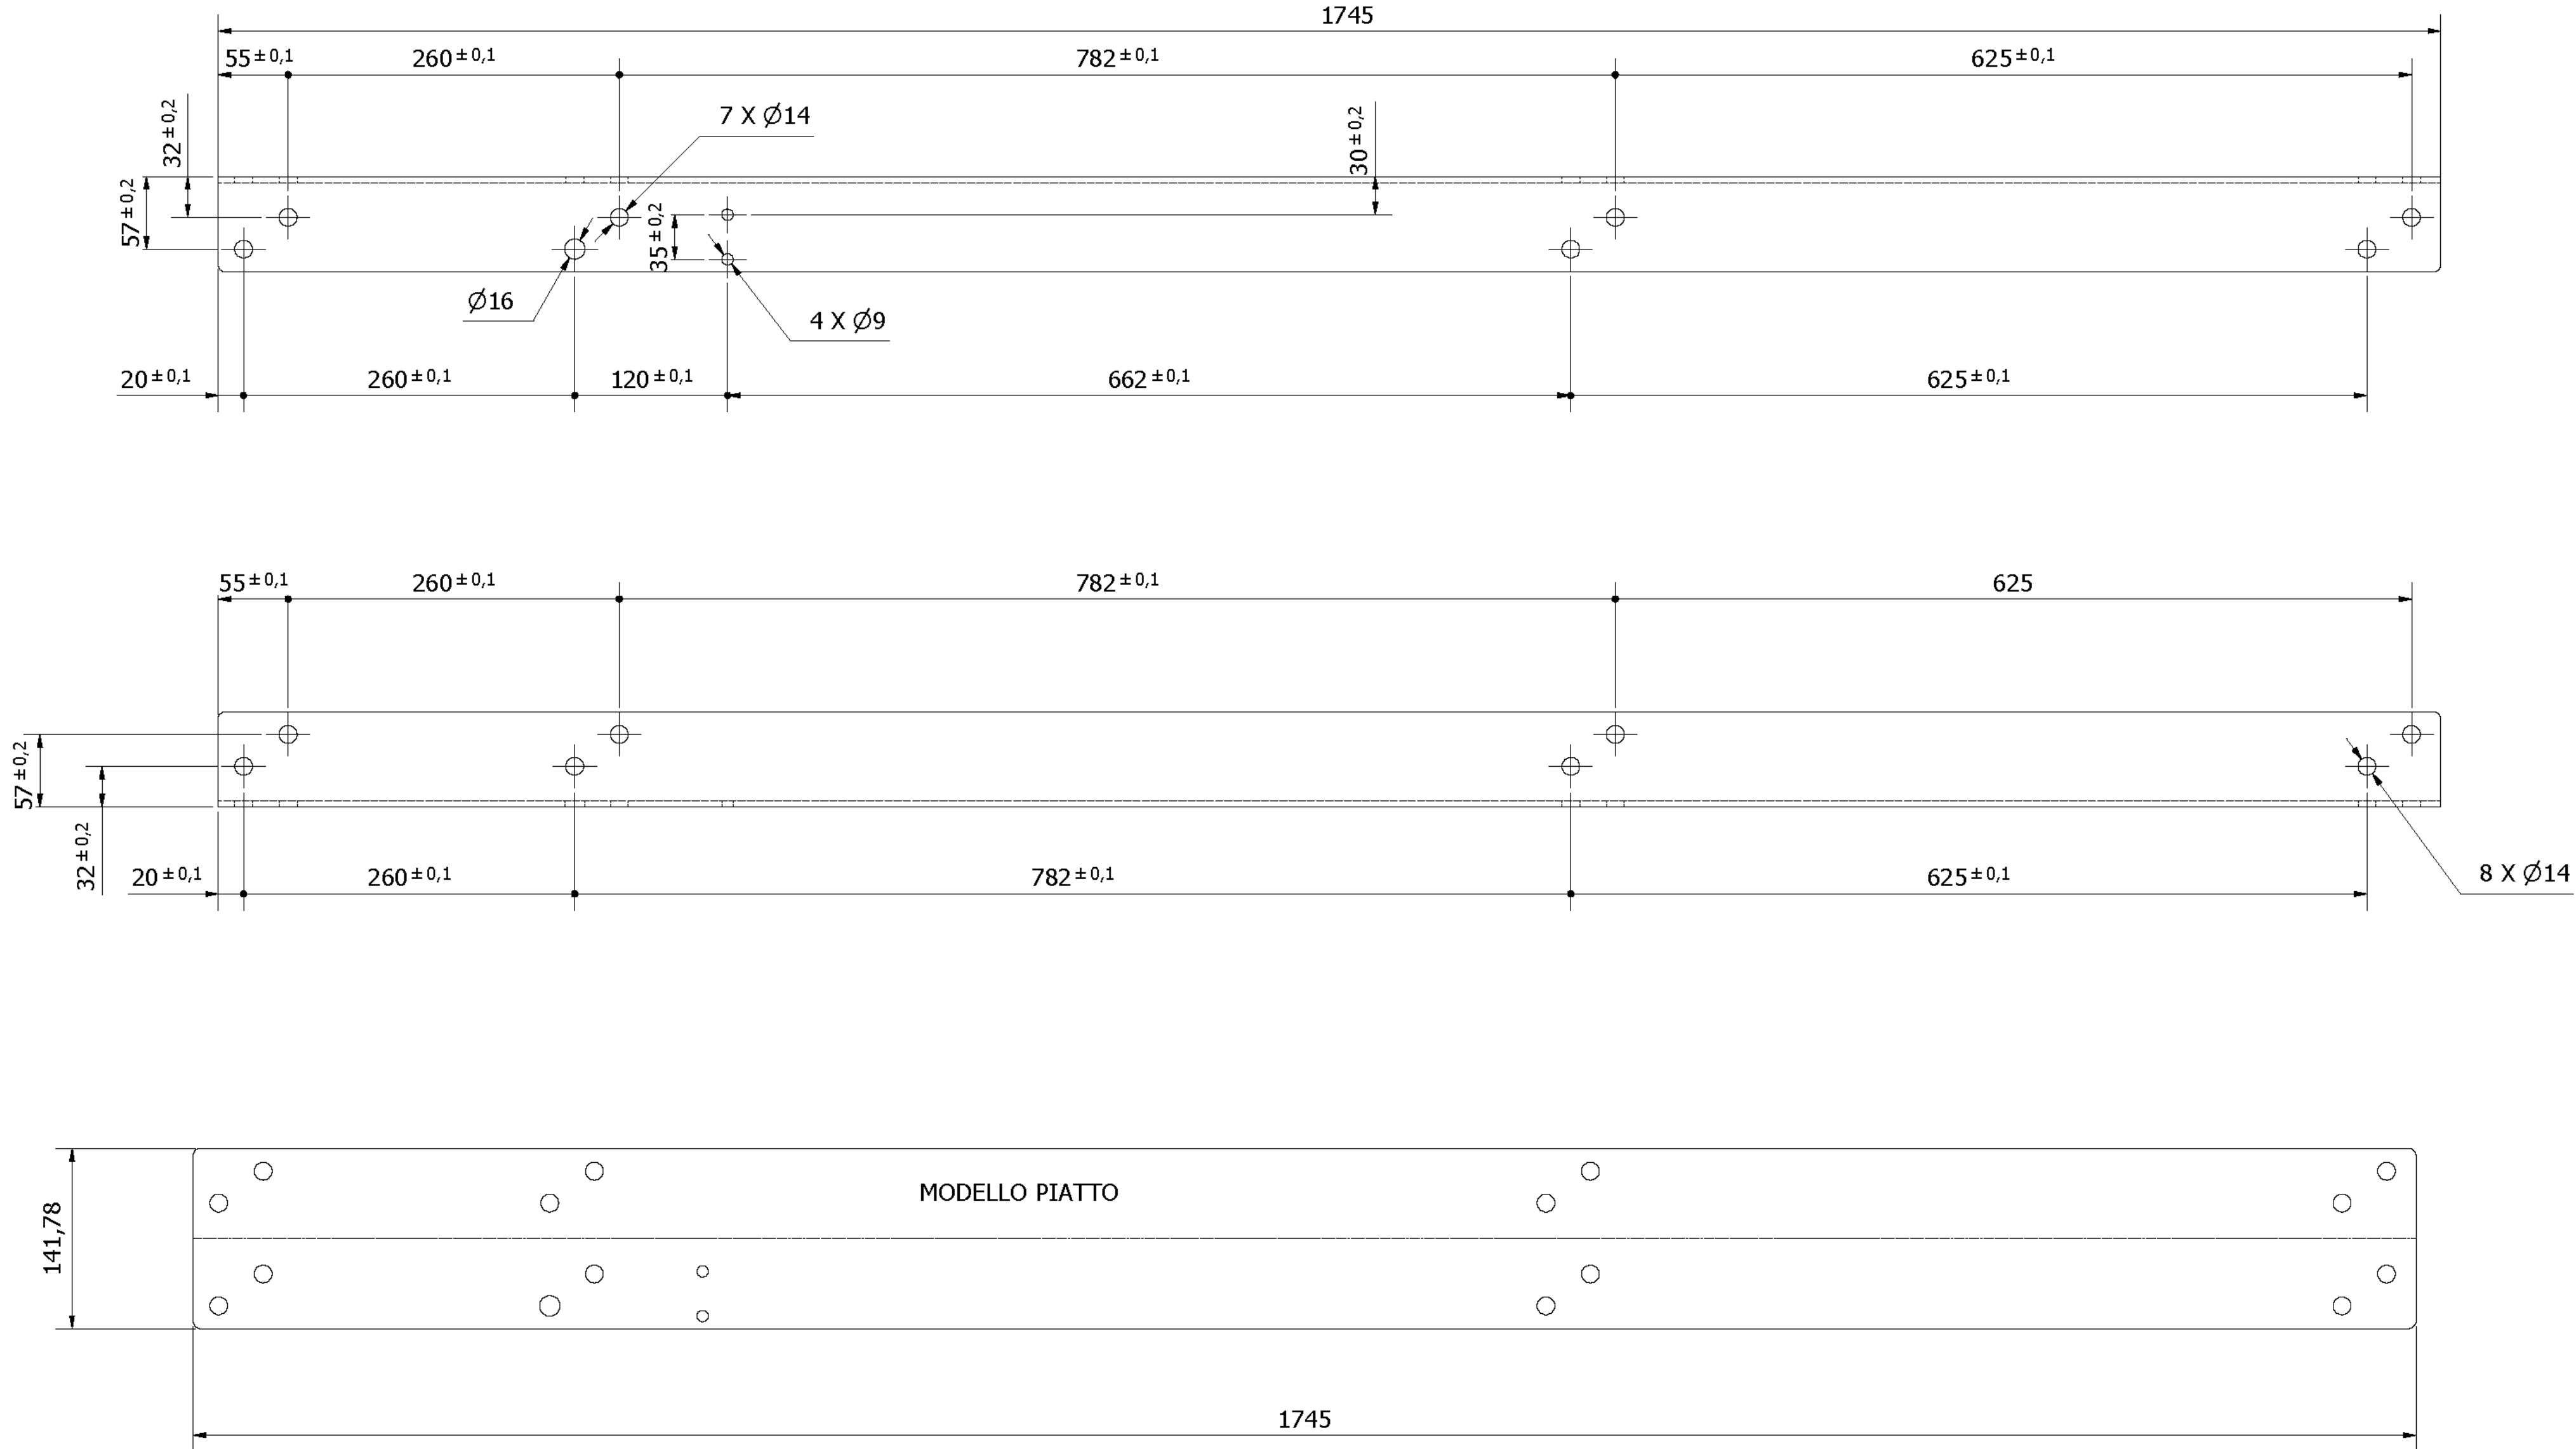 1745
55±0,1 260±0,1 782±0,1 625±0,1
32±0,2
57±0,2
7 X Ø14
30±0,2
35±0,2
Ø16
4 X Ø9
20±0,1 260±0,1 120±0,1 662±0,1 625±0,1
55±0,1 260±0,1 782±0,1 625
57±0,2
32±0,2
20±0,1 260±0,1 782±0,1 625±0,1
8 X Ø14
MODELLO PIATTO
141,78
1745